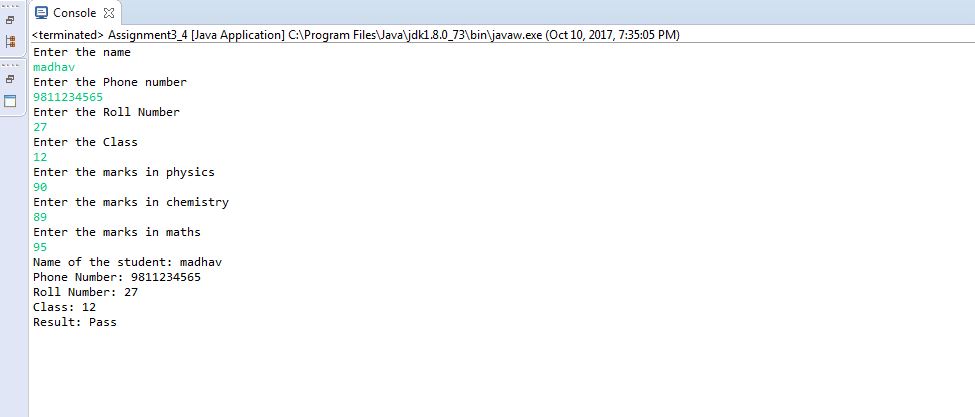 Console
<terminated> Assignment3_4 [Java Application] C:\Program Files\Java\jdk1.8.0_73\bin\javaw.exe (Oct 10, 2017, 7:35:05 PM)
Enter the name
madhav
Enter the Phone number
9811234565
Enter the Roll Number
27
Enter the Class
12
Enter the marks in physics
90
Enter the marks in chemistry
89
Enter the marks in maths
95
Name of the student: madhav
Phone Number: 9811234565
Roll Number: 27
Class: 12
Result: Pass